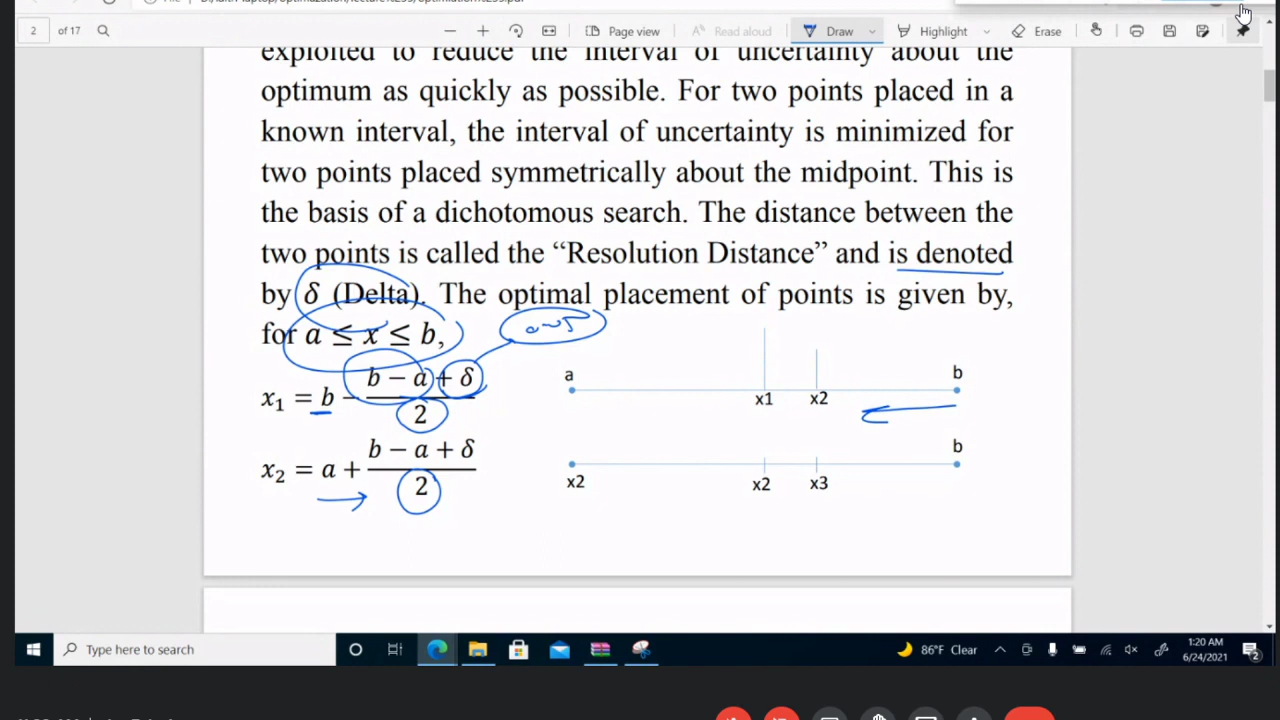 2 of 17 Page view Read aloud Draw Highlight Erase
exploited to reduce the interval of uncertainty about the
optimum as quickly as possible. For two points placed in a
known interval, the interval of uncertainty is minimized for
two points placed symmetrically about the midpoint. This is
the basis of a dichotomous search. The distance between the
two points is called the “Resolution Distance” and is denoted
by δ (Delta). The optimal placement of points is given by,
for a ≤ x ≤ b,
x₁ = b − (b − a + δ)/2
x₂ = a + (b − a + δ)/2
a b
x1 x2
b
x2 x2 x3
Type here to search
86°F Clear
1:20 AM
6/24/2021
2